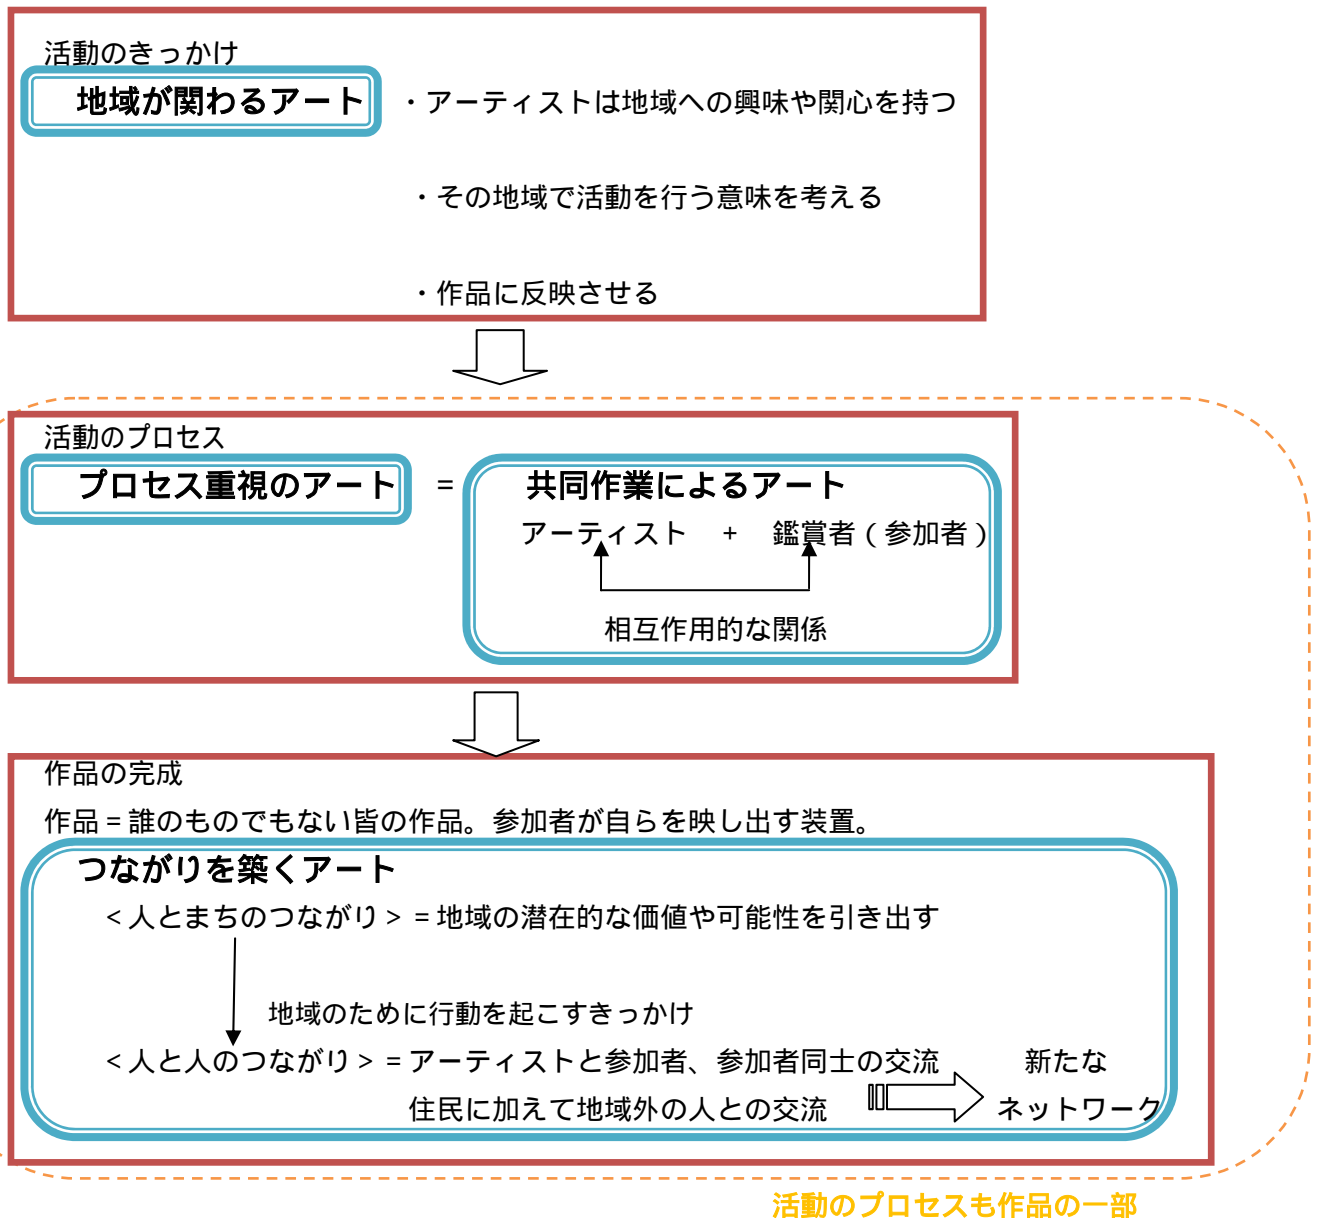 活動のきっかけ
地域が関わるアート ・アーティストは地域への興味や関心を持つ
・その地域で活動を行う意味を考える
・作品に反映させる
活動のプロセス
プロセス重視のアート = 共同作業によるアート
アーティスト + 鑑賞者(参加者)
相互作用的な関係
作品の完成
作品=誰のものでもない皆の作品。参加者が自らを映し出す装置。
つながりを築くアート
<人とまちのつながり>=地域の潜在的な価値や可能性を引き出す
地域のために行動を起こすきっかけ
<人と人のつながり>=アーティストと参加者、参加者同士の交流 新たな
住民に加えて地域外の人との交流 ネットワーク
活動のプロセスも作品の一部